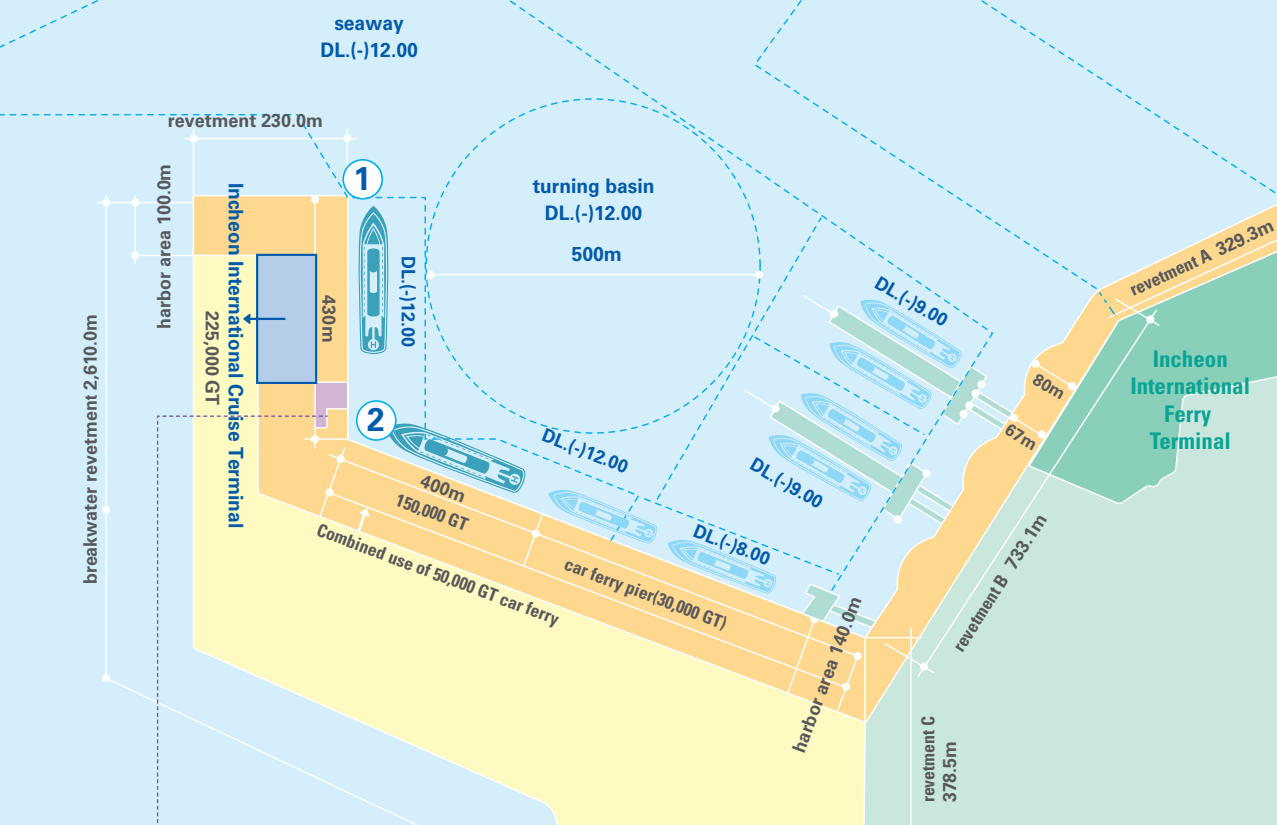 seaway
DL.(-)12.00
revetment 230.0m
1
turning basin
DL.(-)12.00
500m
harbor area 100.0m
Incheon International Cruise Terminal
225,000 GT
430m
DL.(-)12.00
breakwater revetment 2,610.0m
2
DL.(-)12.00
DL.(-)9.00
DL.(-)9.00
DL.(-)8.00
revetment A 329.3m
Incheon
International
Ferry
Terminal
80m
67m
400m
150,000 GT
Combined use of 50,000 GT car ferry
car ferry pier(30,000 GT)
harbor area 140.0m
revetment B 733.1m
revetment C
378.5m
H
H
H
H
H
H
H
H